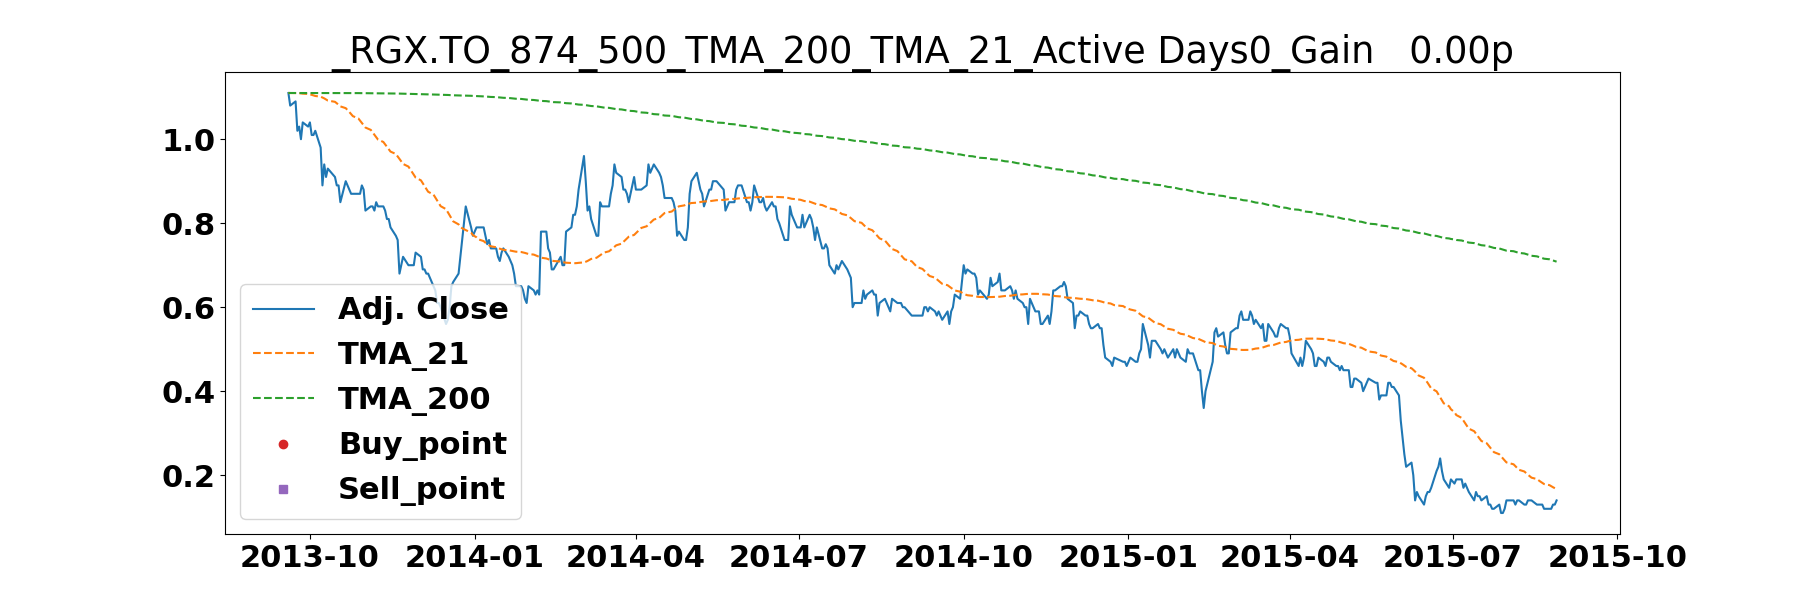 _RGX.TO_874_500_TMA_200_TMA_21_Active Days0_Gain   0.00p
1.0
0.8
0.6
0.4
0.2
Adj. Close
TMA_21
TMA_200
Buy_point
Sell_point
2013-10 2014-01 2014-04 2014-07 2014-10 2015-01 2015-04 2015-07 2015-10